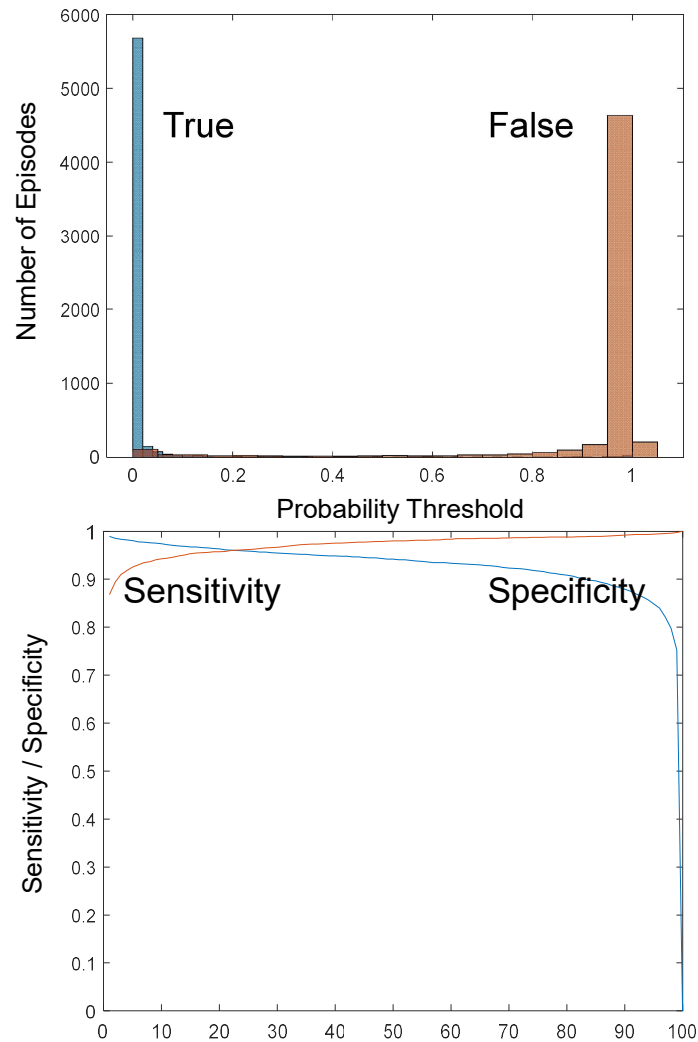 6000
5000
4000
3000
2000
1000
0
Number of Episodes
True
False
0 0.2 0.4 0.6 0.8 1
Probability Threshold
1
0.9
0.8
0.7
0.6
0.5
0.4
0.3
0.2
0.1
0
Sensitivity / Specificity
Sensitivity
Specificity
0 10 20 30 40 50 60 70 80 90 100